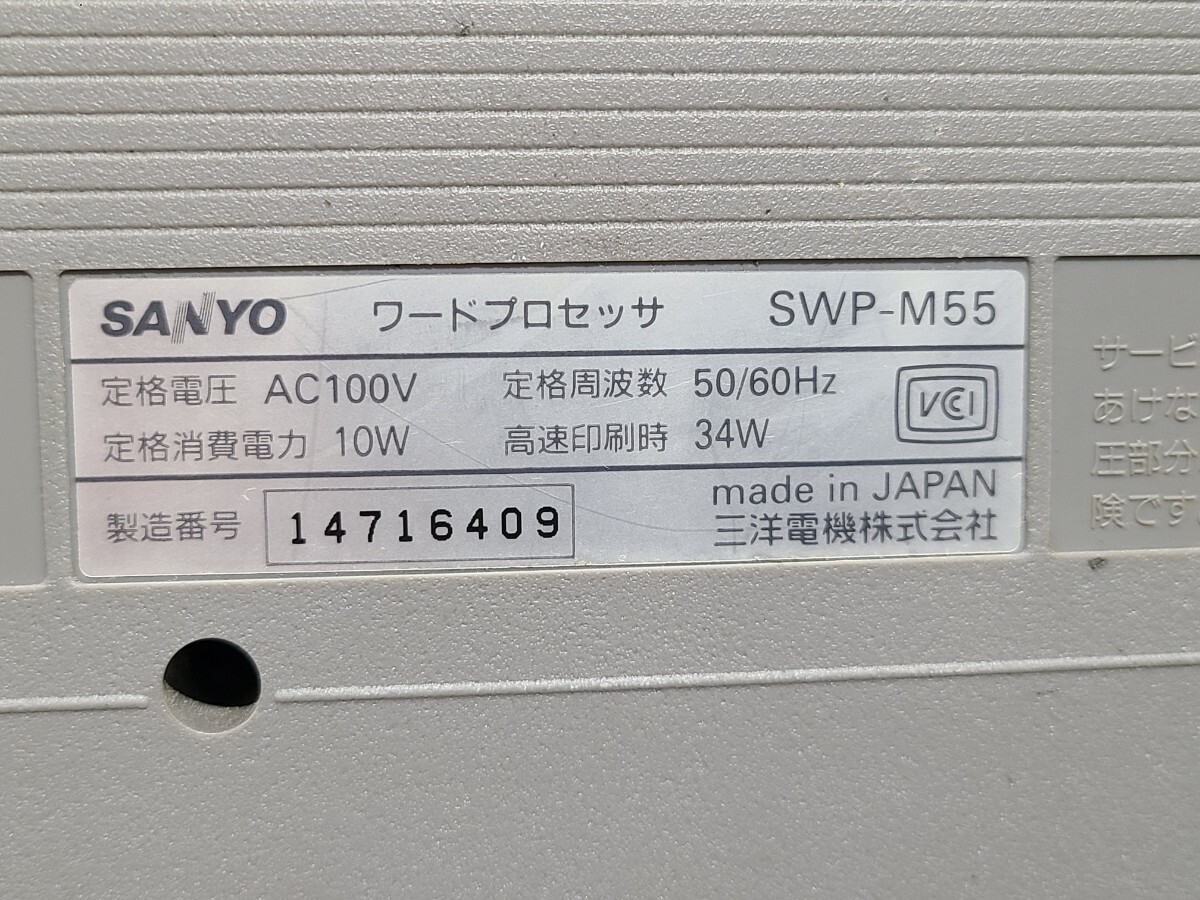 SANYO ワードプロセッサ SWP-M55
定格電圧 AC100V 定格周波数 50/60Hz
定格消費電力 10W 高速印刷時 34W
VCCI
製造番号 14716409
made in JAPAN
三洋電機株式会社
サービ
あけな
圧部分
険です